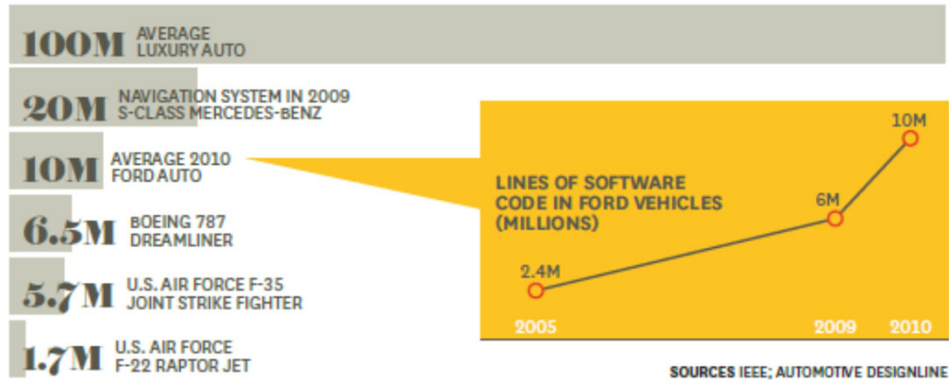 100M AVERAGE
LUXURY AUTO
20M NAVIGATION SYSTEM IN 2009
S-CLASS MERCEDES-BENZ
10M AVERAGE 2010
FORD AUTO
6.5M BOEING 787
DREAMLINER
5.7M U.S. AIR FORCE F-35
JOINT STRIKE FIGHTER
1.7M U.S. AIR FORCE
F-22 RAPTOR JET
LINES OF SOFTWARE
CODE IN FORD VEHICLES
(MILLIONS)
2.4M
6M
10M
2005 2009 2010
SOURCES IEEE; AUTOMOTIVE DESIGNLINE